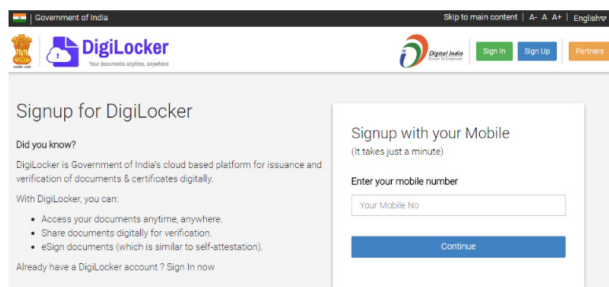 Government of India
Skip to main content | A- A A+ | English
DigiLocker
Your documents anytime, anywhere
Digital India
Sign In
Sign Up
Partners
Signup for DigiLocker
Did you know?
DigiLocker is Government of India's cloud based platform for issuance and
verification of documents & certificates digitally.
With DigiLocker, you can:
• Access your documents anytime, anywhere.
• Share documents digitally for verification.
• eSign documents (which is similar to self-attestation).
Already have a DigiLocker account ? Sign In now
Signup with your Mobile
(It takes just a minute)
Enter your mobile number
Your Mobile No
Continue